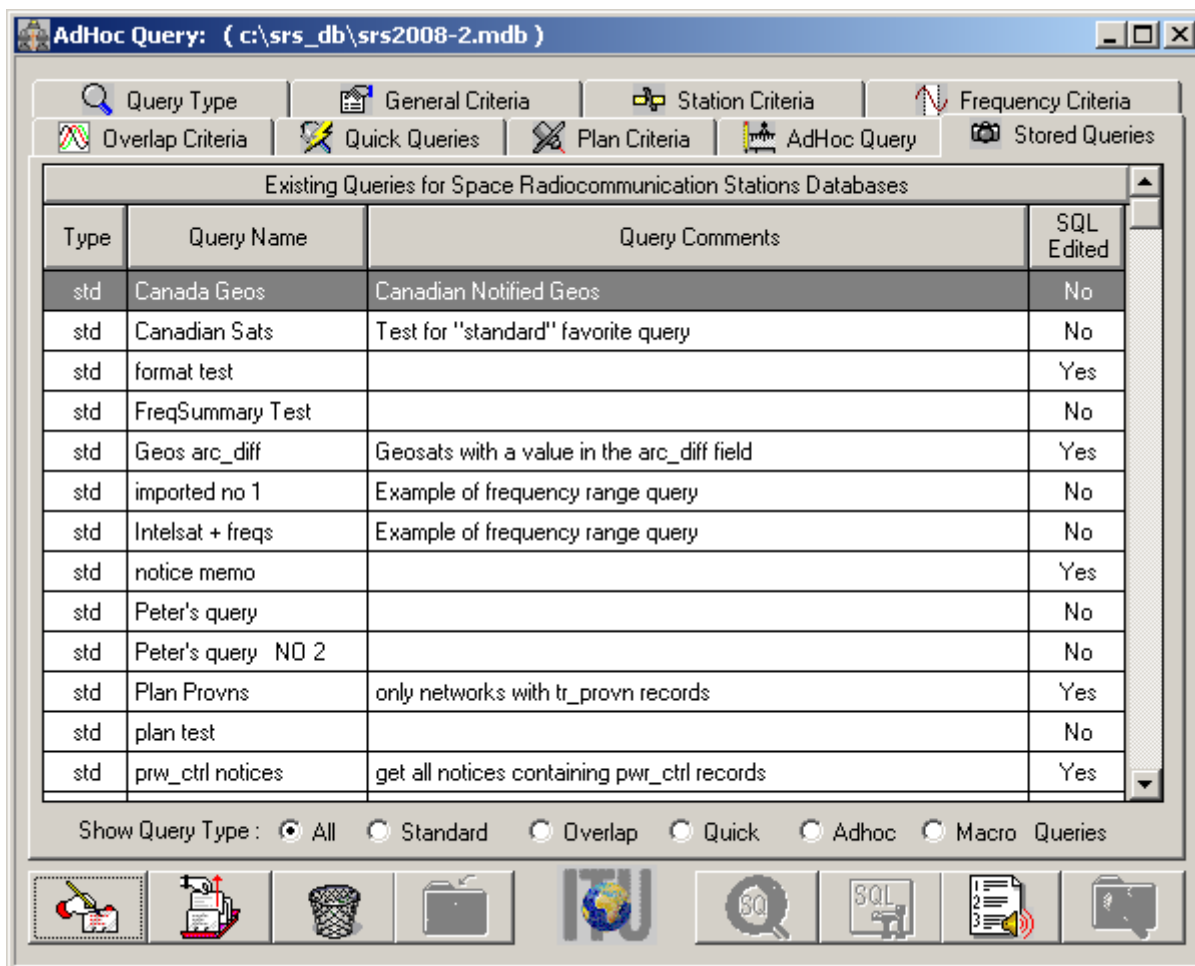 AdHoc Query: ( c:\srs_db\srs2008-2.mdb )
Query Type General Criteria Station Criteria Frequency Criteria
Overlap Criteria Quick Queries Plan Criteria AdHoc Query Stored Queries
Existing Queries for Space Radiocommunication Stations Databases
Type Query Name Query Comments SQL Edited
std Canada Geos Canadian Notified Geos No
std Canadian Sats Test for "standard" favorite query No
std format test Yes
std FreqSummary Test No
std Geos arc_diff Geosats with a value in the arc_diff field Yes
std imported no 1 Example of frequency range query No
std Intelsat + freqs Example of frequency range query No
std notice memo Yes
std Peter's query No
std Peter's query NO 2 No
std Plan Provns only networks with tr_provn records Yes
std plan test No
std prw_ctrl notices get all notices containing pwr_ctrl records Yes
Show Query Type : All Standard Overlap Quick Adhoc Macro Queries
ITU SQ SQL 1 2 3